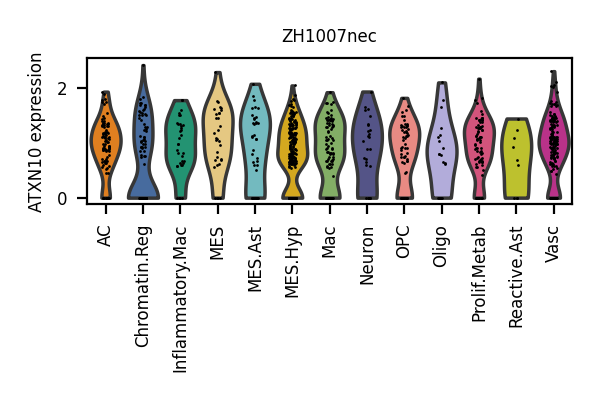 ZH1007nec
ATXN10 expression
2
0
AC
Chromatin.Reg
Inflammatory.Mac
MES
MES.Ast
MES.Hyp
Mac
Neuron
OPC
Oligo
Prolif.Metab
Reactive.Ast
Vasc